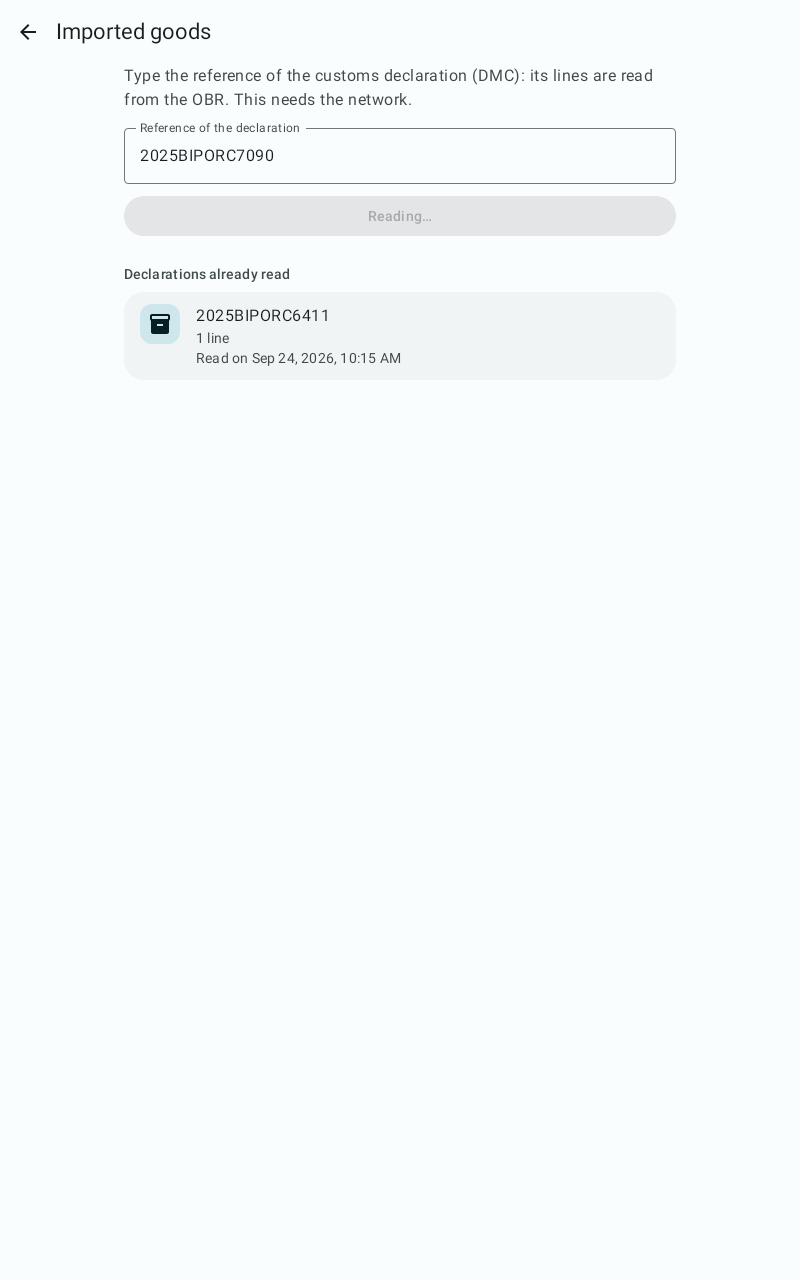 Imported goods
Type the reference of the customs declaration (DMC): its lines are read
from the OBR. This needs the network.
Reference of the declaration
2025BIPORC7090
Reading…
Declarations already read
2025BIPORC6411
1 line
Read on Sep 24, 2026, 10:15 AM